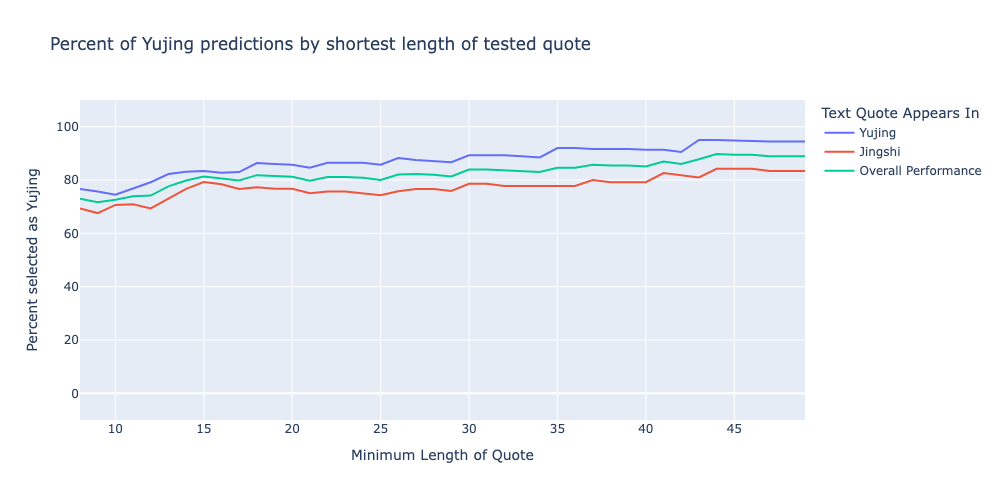 Percent of Yujing predictions by shortest length of tested quote
Text Quote Appears In
Yujing
Jingshi
Overall Performance
Percent selected as Yujing
100
80
60
40
20
0
10 15 20 25 30 35 40 45
Minimum Length of Quote